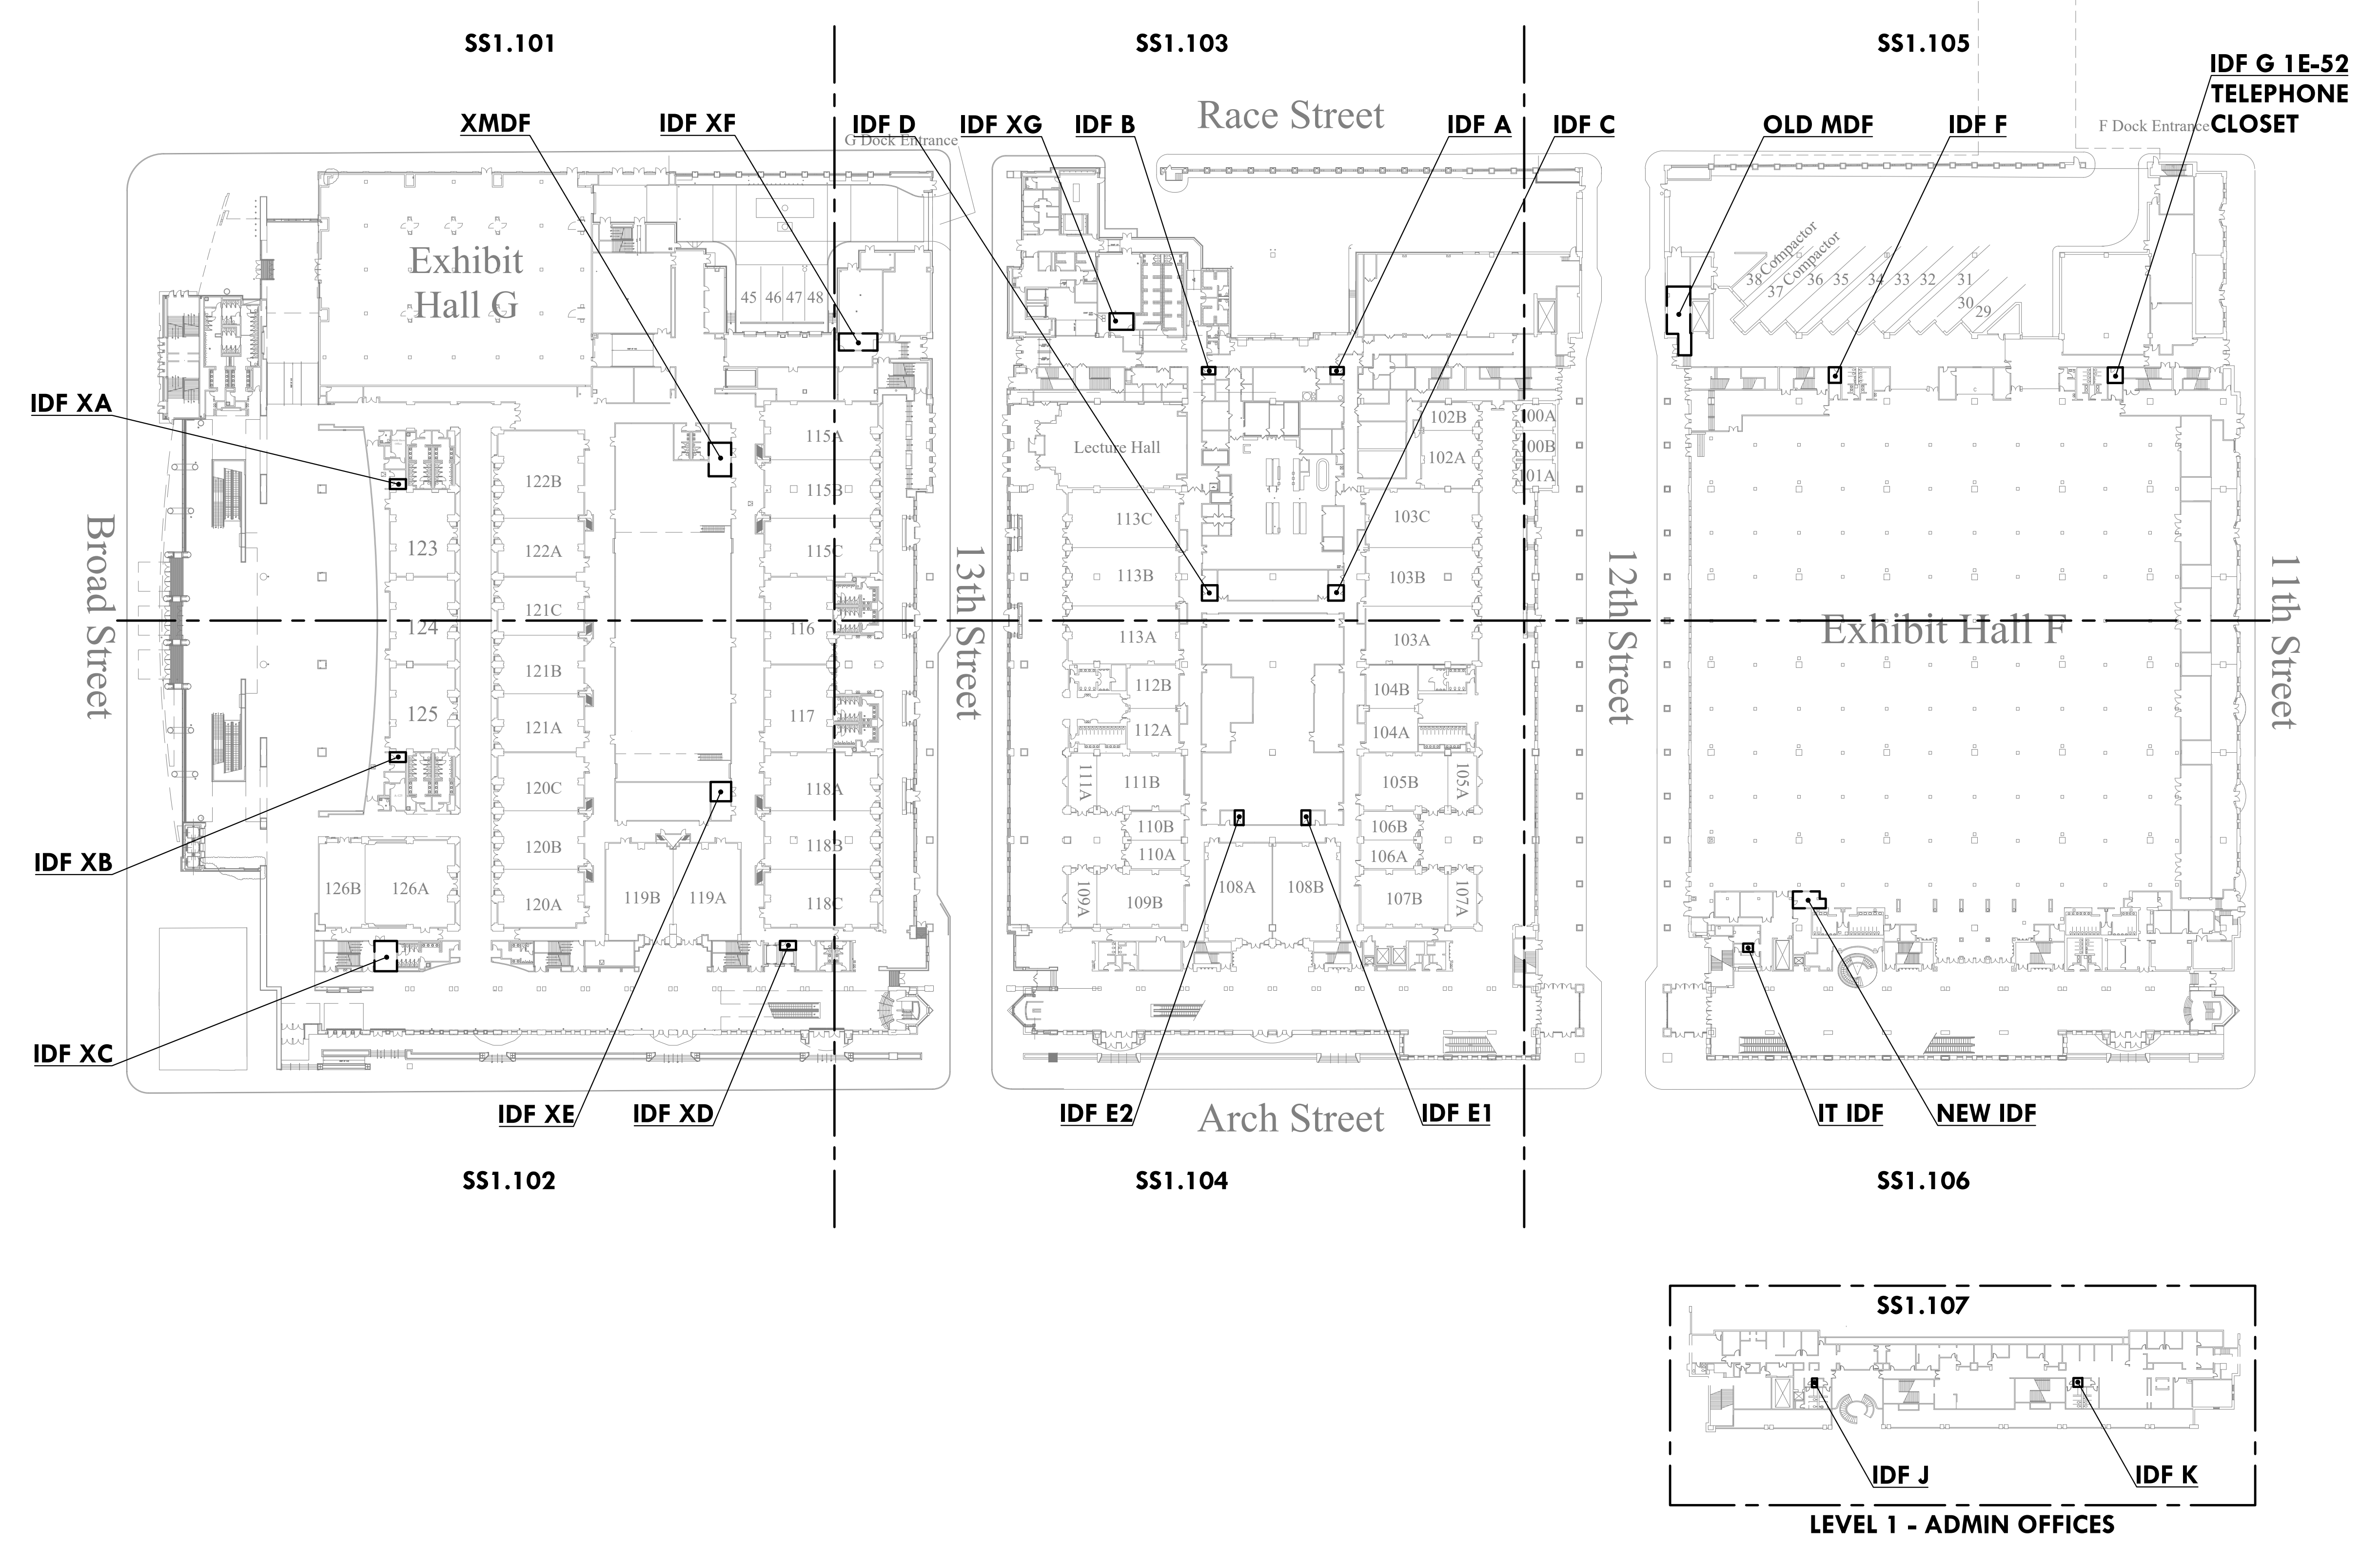 SS1.101
SS1.103
SS1.105
IDF G 1E-52
TELEPHONE
CLOSET
XMDF
IDF XF
IDF D
IDF XG
IDF B
Race Street
IDF A
IDF C
OLD MDF
IDF F
F Dock Entrance
G Dock Entrance
Exhibit
Hall G
45 46 47 48
38 Compactor
37 Compactor
36 35 34 33 32 31
30
29
IDF XA
115A
102B
100A
Lecture Hall
100B
102A
101A
122B
115B
123
122A
115C
113C
103C
Broad Street
13th Street
12th Street
11th Street
113B
103B
121C
124
116
113A
103A
Exhibit Hall F
121B
112B
104B
125
121A
117
112A
104A
IDF XB
120C
118A
111A
111B
105B
105A
120B
118B
110B
106B
110A
106A
126B
126A
120A
119B
119A
118C
109A
109B
108A
108B
107B
107A
IDF XC
IDF XE
IDF XD
IDF E2
Arch Street
IDF E1
IT IDF
NEW IDF
SS1.102
SS1.104
SS1.106
SS1.107
IDF J
IDF K
LEVEL 1 - ADMIN OFFICES